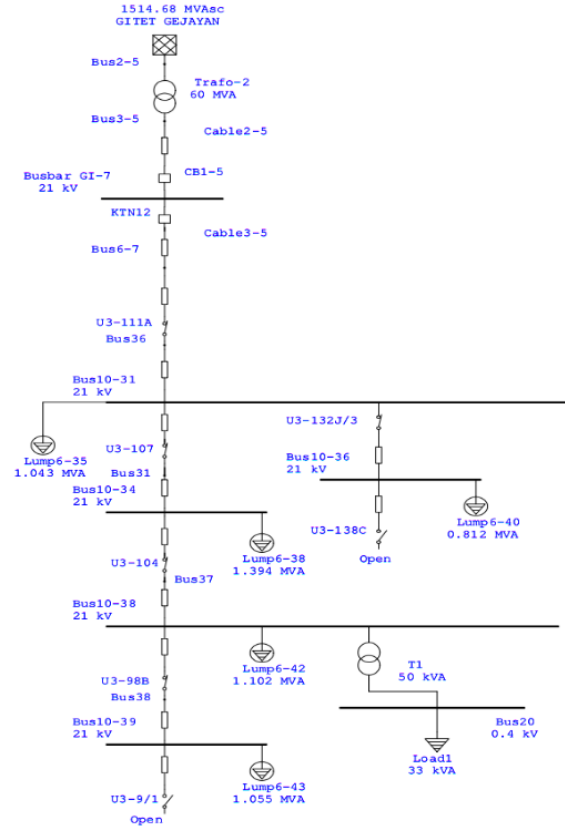 1514.68 MVAsc
GITET GEJAYAN
Bus2-5
Trafo-2
60 MVA
Bus3-5
Cable2-5
CB1-5
Busbar GI-7
21 kV
KTN12
Cable3-5
Bus6-7
U3-111A
Bus36
Bus10-31
21 kV
U3-132J/3
U3-107
Lump6-35
1.043 MVA
Bus31
Bus10-36
21 kV
Bus10-34
21 kV
Lump6-40
0.812 MVA
U3-138C
Open
Lump6-38
1.394 MVA
U3-104
Bus37
Bus10-38
21 kV
Lump6-42
1.102 MVA
T1
50 kVA
U3-98B
Bus38
Bus10-39
21 kV
Bus20
0.4 kV
Load1
33 kVA
Lump6-43
1.055 MVA
U3-9/1
Open